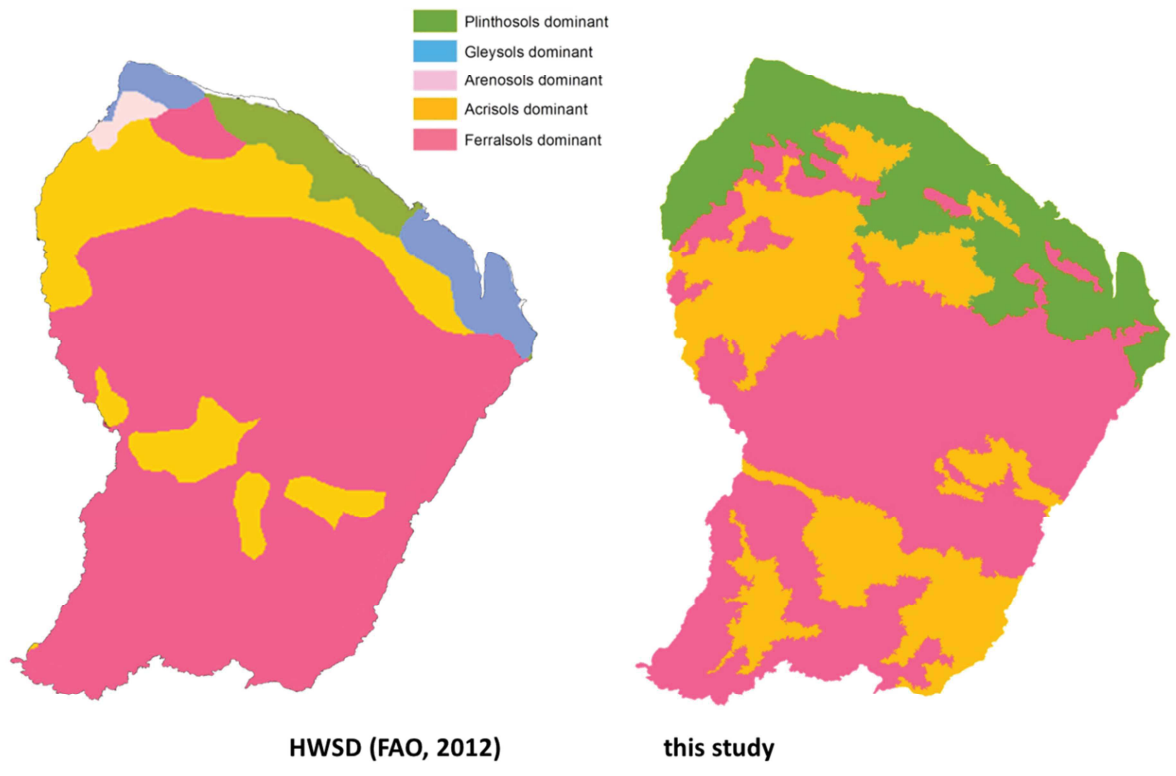 Plinthosols dominant
Gleysols dominant
Arenosols dominant
Acrisols dominant
Ferralsols dominant
HWSD (FAO, 2012)
this study